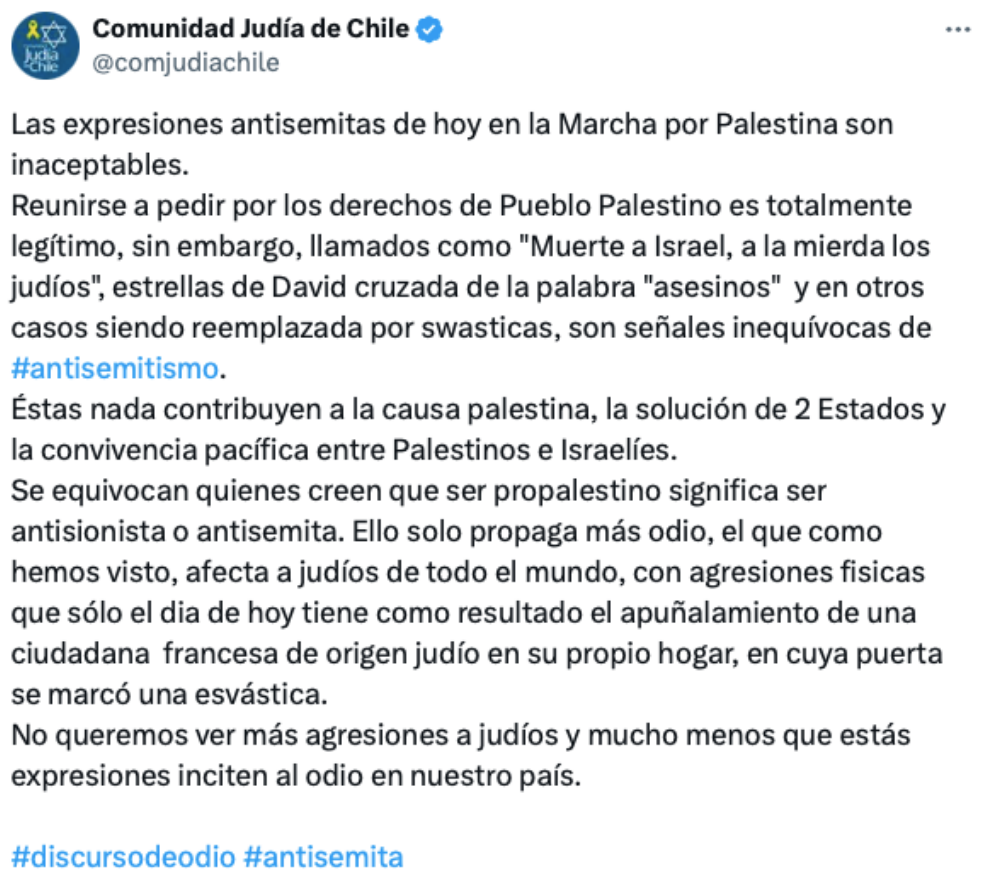 Comunidad Judía de Chile
@comjudiachile
Judía
Chile
Las expresiones antisemitas de hoy en la Marcha por Palestina son
inaceptables.
Reunirse a pedir por los derechos de Pueblo Palestino es totalmente
legítimo, sin embargo, llamados como "Muerte a Israel, a la mierda los
judíos", estrellas de David cruzada de la palabra "asesinos"  y en otros
casos siendo reemplazada por swasticas, son señales inequívocas de
#antisemitismo.
Éstas nada contribuyen a la causa palestina, la solución de 2 Estados y
la convivencia pacífica entre Palestinos e Israelíes.
Se equivocan quienes creen que ser propalestino significa ser
antisionista o antisemita. Ello solo propaga más odio, el que como
hemos visto, afecta a judíos de todo el mundo, con agresiones fisicas
que sólo el dia de hoy tiene como resultado el apuñalamiento de una
ciudadana  francesa de origen judío en su propio hogar, en cuya puerta
se marcó una esvástica.
No queremos ver más agresiones a judíos y mucho menos que estás
expresiones inciten al odio en nuestro país.
#discursodeodio #antisemita